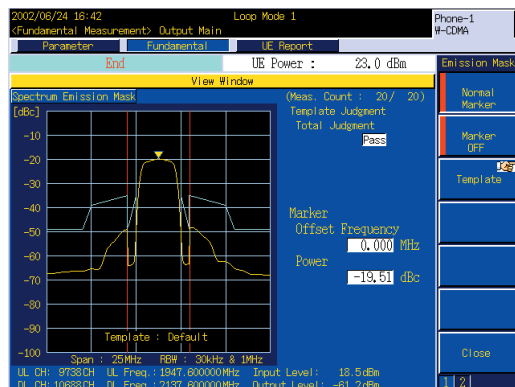 2002/06/24 16:42 Loop Mode 1 Phone-1
<Fundamental Measurement> Output Main W-CDMA
Parameter Fundamental UE Report
End UE Power : 23.0 dBm Emission Mask
View Window
Spectrum Emission Mask (Meas. Count : 20/ 20)
[dBc] Template Judgment
Total Judgment
Pass
Normal
Marker
-10
Marker
OFF
-20
Template
-30
-40
Marker
Offset Frequency
-50
0.000 MHz
-60
Power
-70
-19.51 dBc
-80
-90
Template : Default
-100
Close
Span : 25MHz RBW : 30kHz & 1MHz
UL CH: 9738CH UL Freq.:1947.600000MHz Input Level: 18.5dBm
DL CH:10688CH DL Freq.:2137.600000MHz Output Level:-61.2dBm
1 2